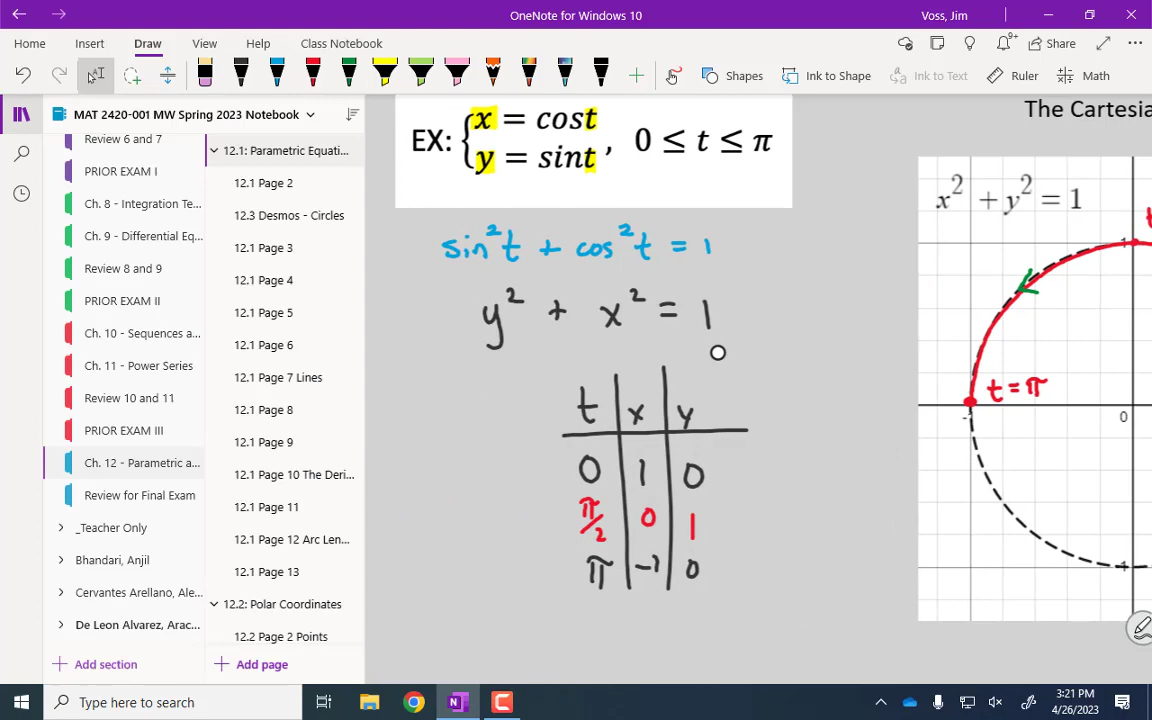 OneNote for Windows 10
Voss, Jim
Home Insert Draw View Help Class Notebook
9+
Share
Shapes
Ink to Shape
Ink to Text
Ruler
Math
MAT 2420-001 MW Spring 2023 Notebook
Review 6 and 7
PRIOR EXAM I
Ch. 8 - Integration Te...
Ch. 9 - Differential Eq...
Review 8 and 9
PRIOR EXAM II
Ch. 10 - Sequences a...
Ch. 11 - Power Series
Review 10 and 11
PRIOR EXAM III
Ch. 12 - Parametric a...
Review for Final Exam
_Teacher Only
Bhandari, Anjil
Cervantes Arellano, Ale...
De Leon Alvarez, Arac...
Add section
12.1: Parametric Equati...
12.1 Page 2
12.3 Desmos - Circles
12.1 Page 3
12.1 Page 4
12.1 Page 5
12.1 Page 6
12.1 Page 7 Lines
12.1 Page 8
12.1 Page 9
12.1 Page 10 The Deri...
12.1 Page 11
12.1 Page 12 Arc Len...
12.1 Page 13
12.2: Polar Coordinates
12.2 Page 2 Points
Add page
EX: { x = cost
y = sint , 0 ≤ t ≤ π
sin²t + cos²t = 1
y² + x² = 1
t x y
0 1 0
π/2 0 1
π -1 0
The Cartesia
x² + y² = 1
t
1
t = π
-1
0
-1
Type here to search
3:21 PM
4/26/2023